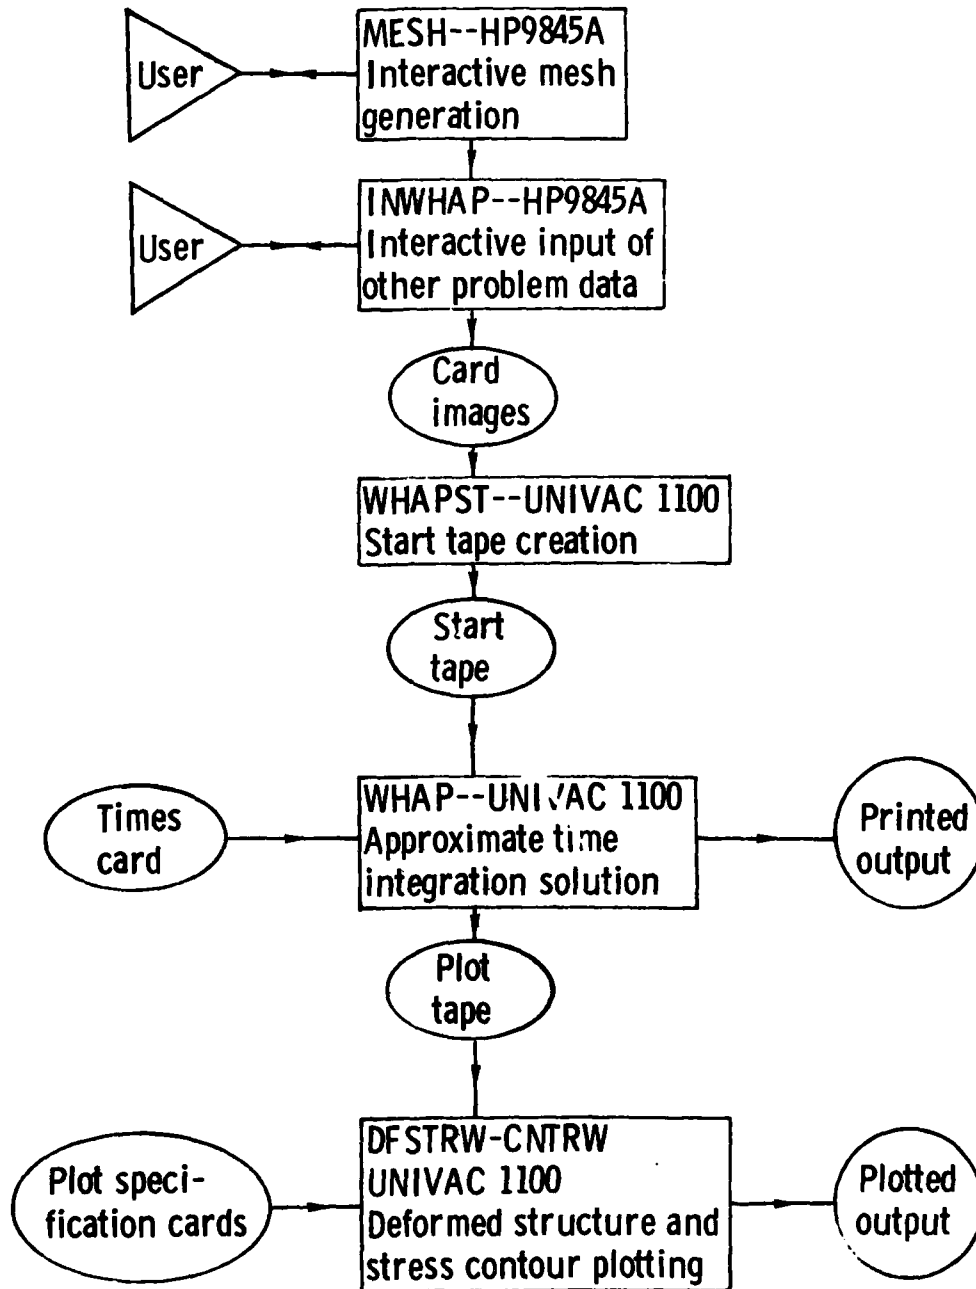 User
MESH--HP9845A
Interactive mesh
generation
User
INWHAP--HP9845A
Interactive input of
other problem data
Card
images
WHAPST--UNIVAC 1100
Start tape creation
Start
tape
Times
card
WHAP--UNIVAC 1100
Approximate time
integration solution
Printed
output
Plot
tape
Plot speci-
fication cards
DFSTRW-CNTRW
UNIVAC 1100
Deformed structure and
stress contour plotting
Plotted
output